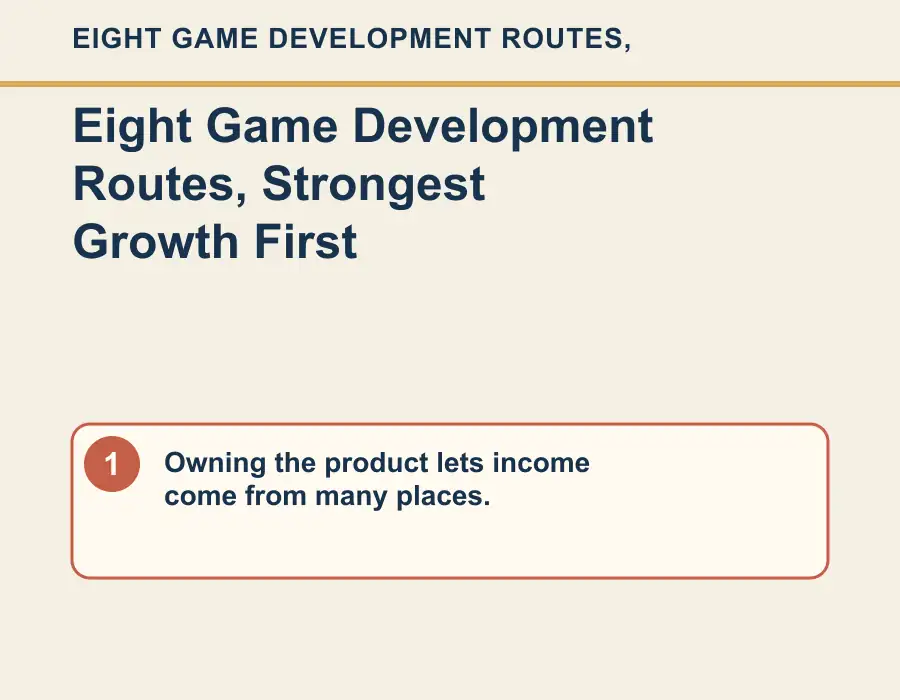 EIGHT GAME DEVELOPMENT ROUTES,
Eight Game Development
Routes, Strongest
Growth First
1
Owning the product lets income
come from many places.